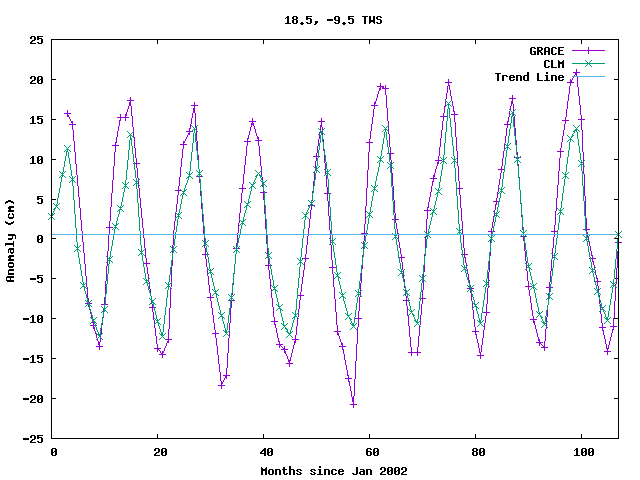 18.5, -9.5 TWS
GRACE
CLM
Trend Line
25
20
15
10
5
0
-5
-10
-15
-20
-25
Anomaly (cm)
0 20 40 60 80 100
Months since Jan 2002